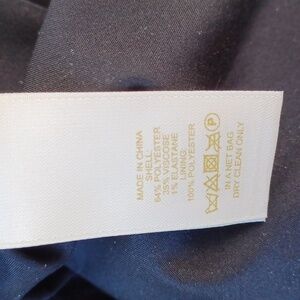 MADE IN CHINA
SHELL:
64% POLYESTER
35% VISCOSE
1% ELASTANE
LINING:
100% POLYESTER
P
IN A NET BAG
DRY CLEAN ONLY